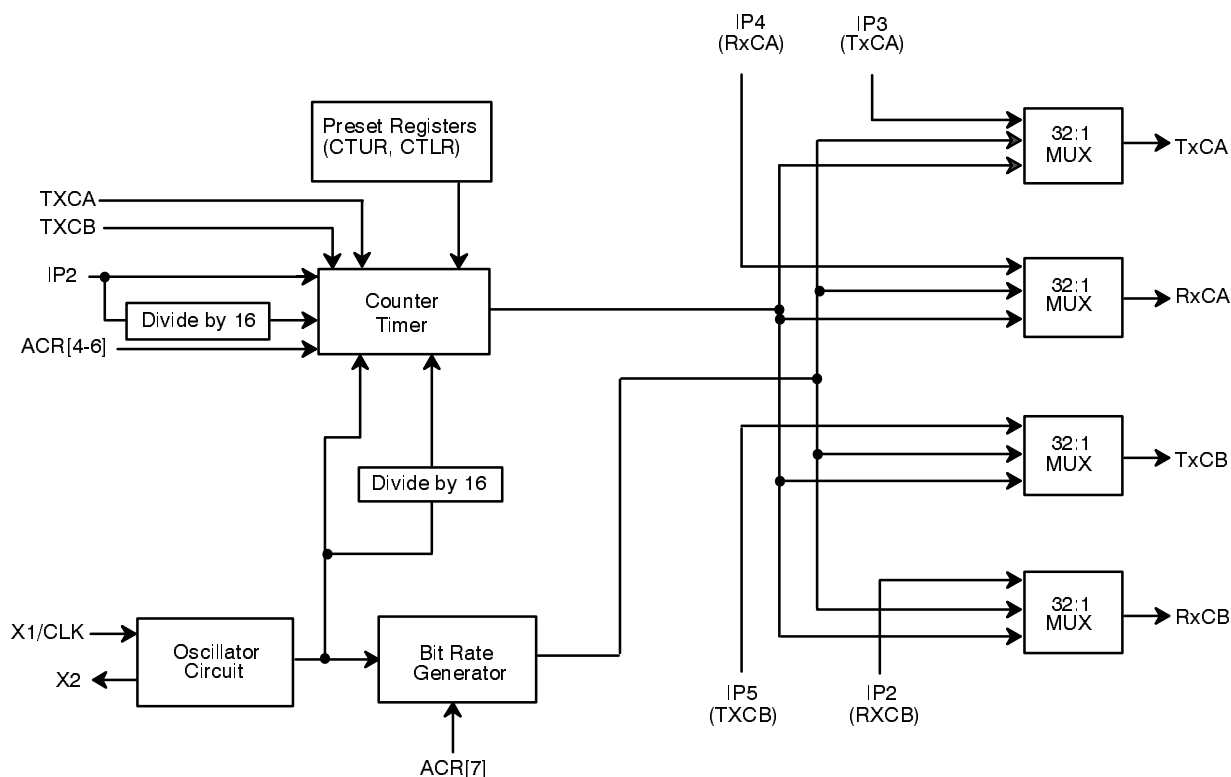 IP4
(RxCA)
IP3
(TxCA)
Preset Registers
(CTUR, CTLR)
32:1
MUX
TxCA
TXCA
TXCB
IP2
Counter
Timer
Divide by 16
ACR[4-6]
32:1
MUX
RxCA
32:1
MUX
TxCB
Divide by 16
32:1
MUX
RxCB
X1/CLK
X2
Oscillator
Circuit
Bit Rate
Generator
IP5
(TXCB)
IP2
(RXCB)
ACR[7]